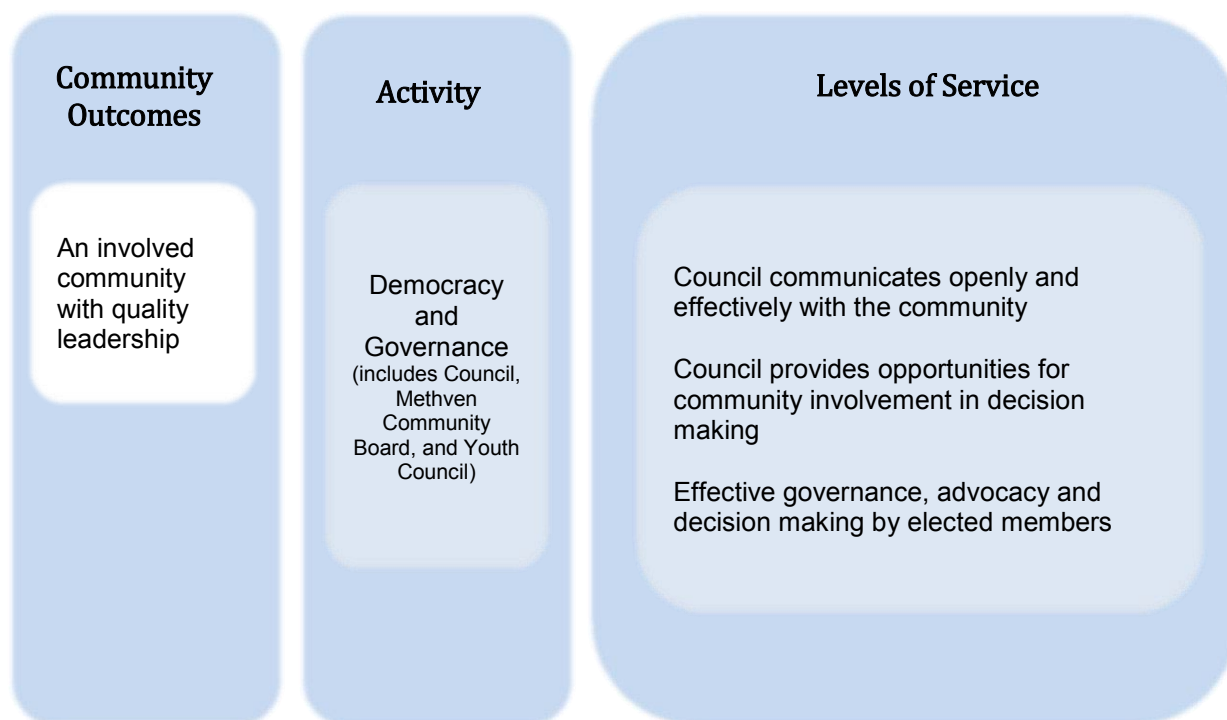 Community
Outcomes
An involved
community
with quality
leadership
Activity
Democracy
and
Governance
(includes Council,
Methven
Community
Board, and Youth
Council)
Levels of Service
Council communicates openly and
effectively with the community
Council provides opportunities for
community involvement in decision
making
Effective governance, advocacy and
decision making by elected members